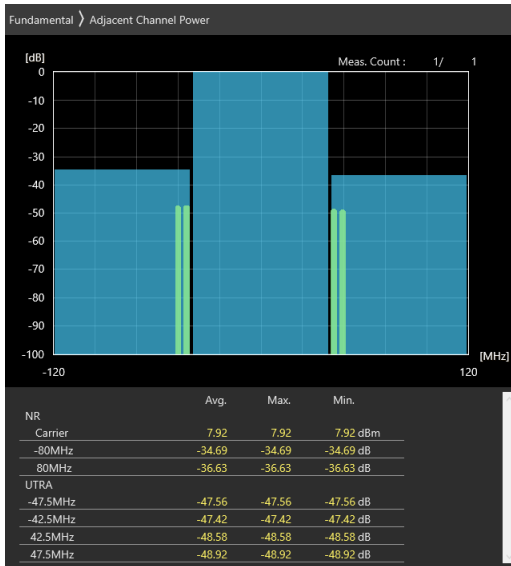 Fundamental 〉 Adjacent Channel Power
[dB]
Meas. Count : 1/ 1
0
-10
-20
-30
-40
-50
-60
-70
-80
-90
-100
[MHz]
-120 120
Avg. Max. Min.
NR
Carrier 7.92 7.92 7.92 dBm
-80MHz -34.69 -34.69 -34.69 dB
80MHz -36.63 -36.63 -36.63 dB
UTRA
-47.5MHz -47.56 -47.56 -47.56 dB
-42.5MHz -47.42 -47.42 -47.42 dB
42.5MHz -48.58 -48.58 -48.58 dB
47.5MHz -48.92 -48.92 -48.92 dB